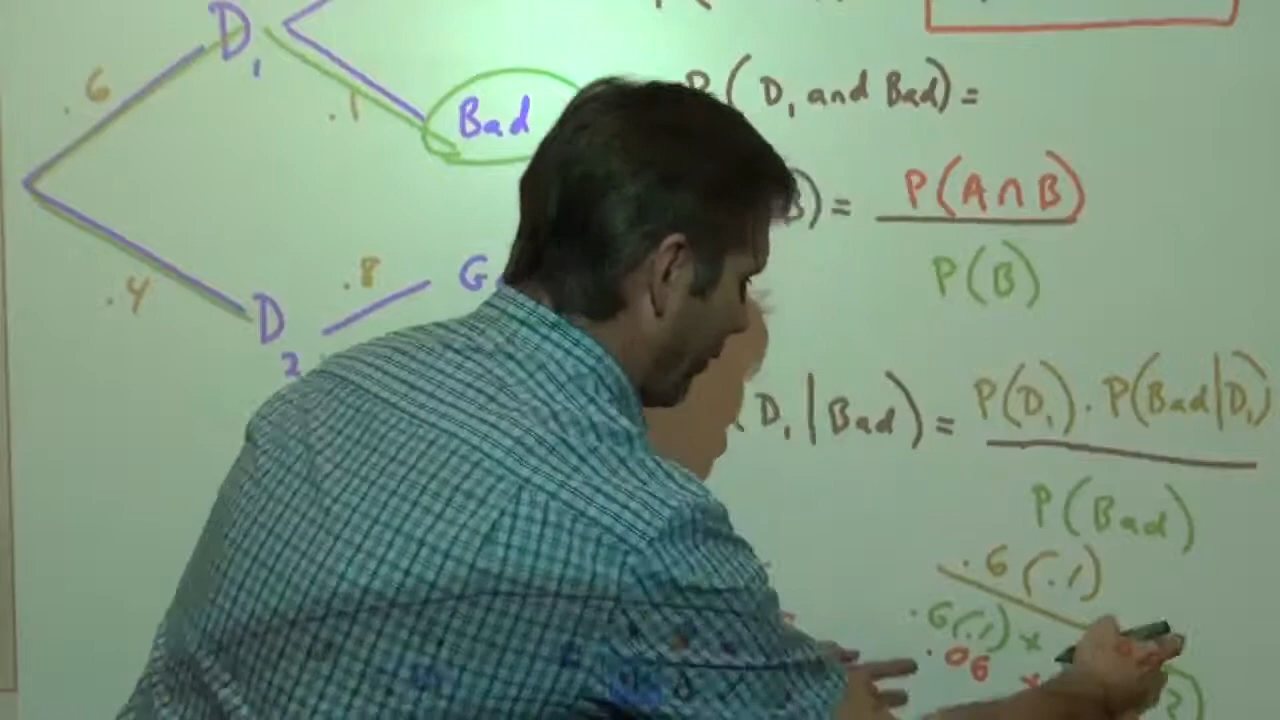 D₁
.6
.1
Bad
.4
.8
D₂
G
P(D₁ and Bad)=
B)= P(A∩B)
P(B)
D₁|Bad)= P(D₁)·P(Bad|D₁)
P(Bad)
.6(.1)
.6(.1)+
.06 +